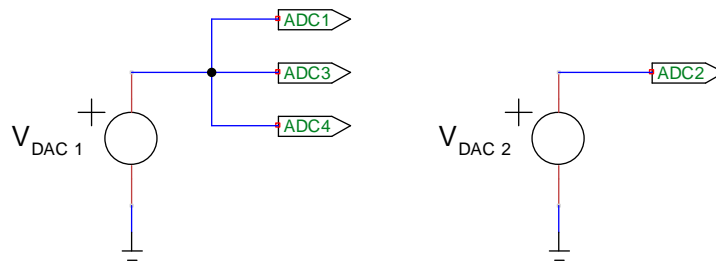 ADC1
ADC3
ADC2
ADC4
+
V DAC 1
+
V DAC 2